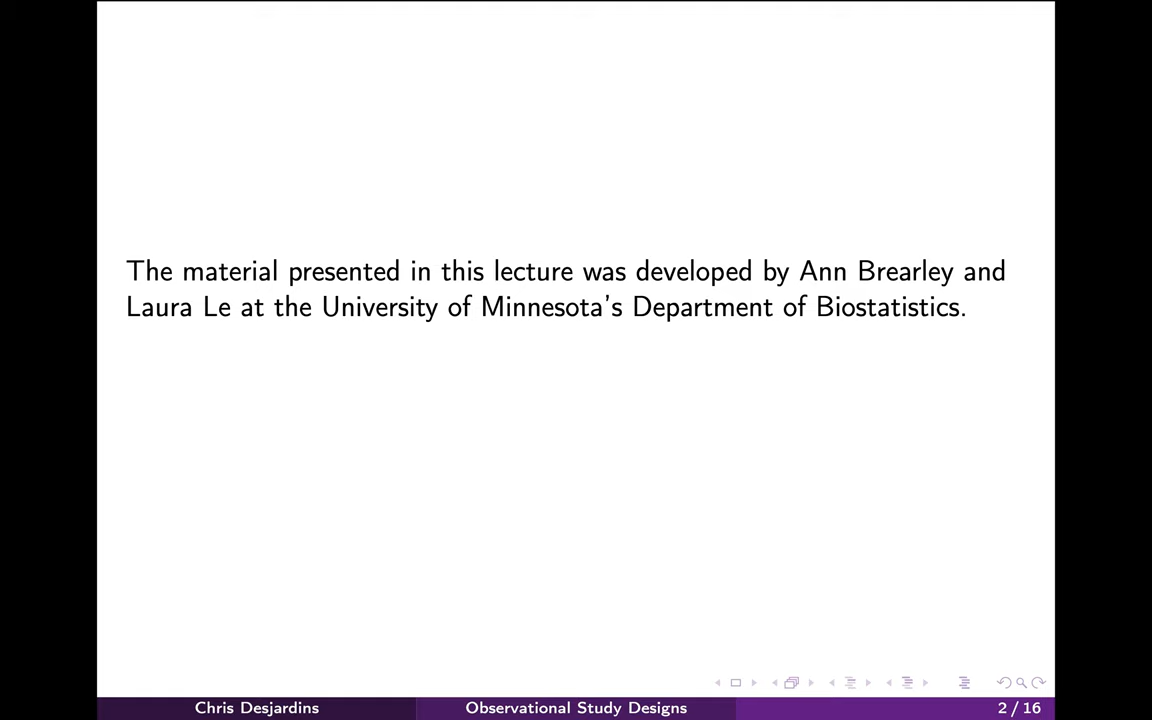 The material presented in this lecture was developed by Ann Brearley and
Laura Le at the University of Minnesota's Department of Biostatistics.
Chris Desjardins
Observational Study Designs
2 / 16